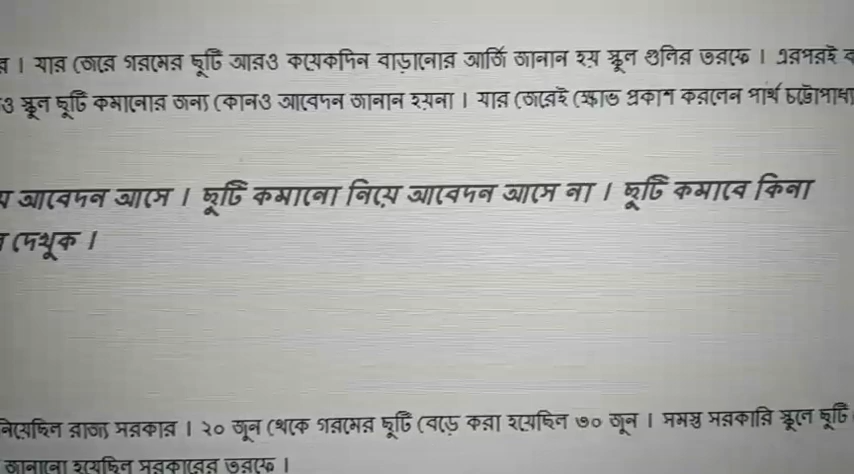 । যার জেরে গরমের ছুটি আরও কয়েকদিন বাড়ানোর আর্জি জানান হয় স্কুল গুলির তরফে । এরপরই
ও স্কুল ছুটি কমানোর জন্য কোনও আবেদন জানান হয়না । যার জেরেই ক্ষোভ প্রকাশ করলেন পার্থ চট্টোপাধ্যা
আবেদন আসে । ছুটি কমানো নিয়ে আবেদন আসে না । ছুটি কমাবে কিনা
দেখুক ।
নিয়েছিল রাজ্য সরকার । ২০ জুন থেকে গরমের ছুটি বেড়ে করা হয়েছিল ৩০ জুন । সমস্ত সরকারি স্কুলে ছুটি
জানানো হয়েছিল সরকারের তরফে ।